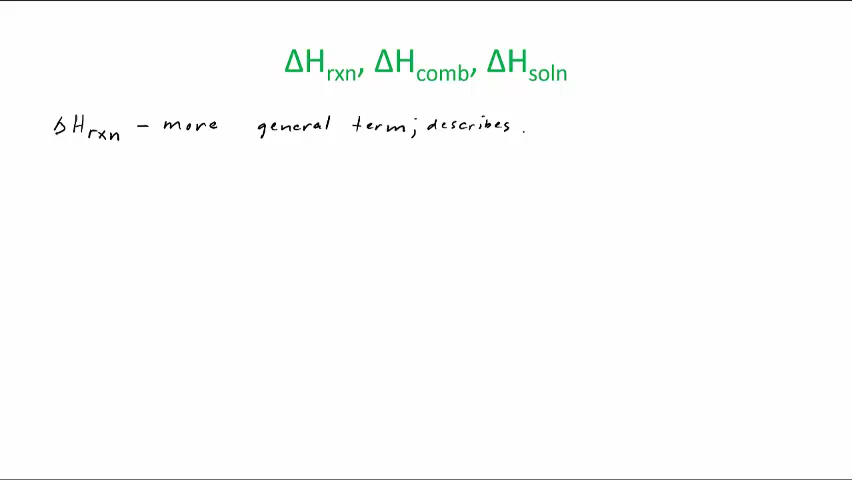 ΔHrxn, ΔHcomb, ΔHsoln
ΔHrxn – more general term; describes.